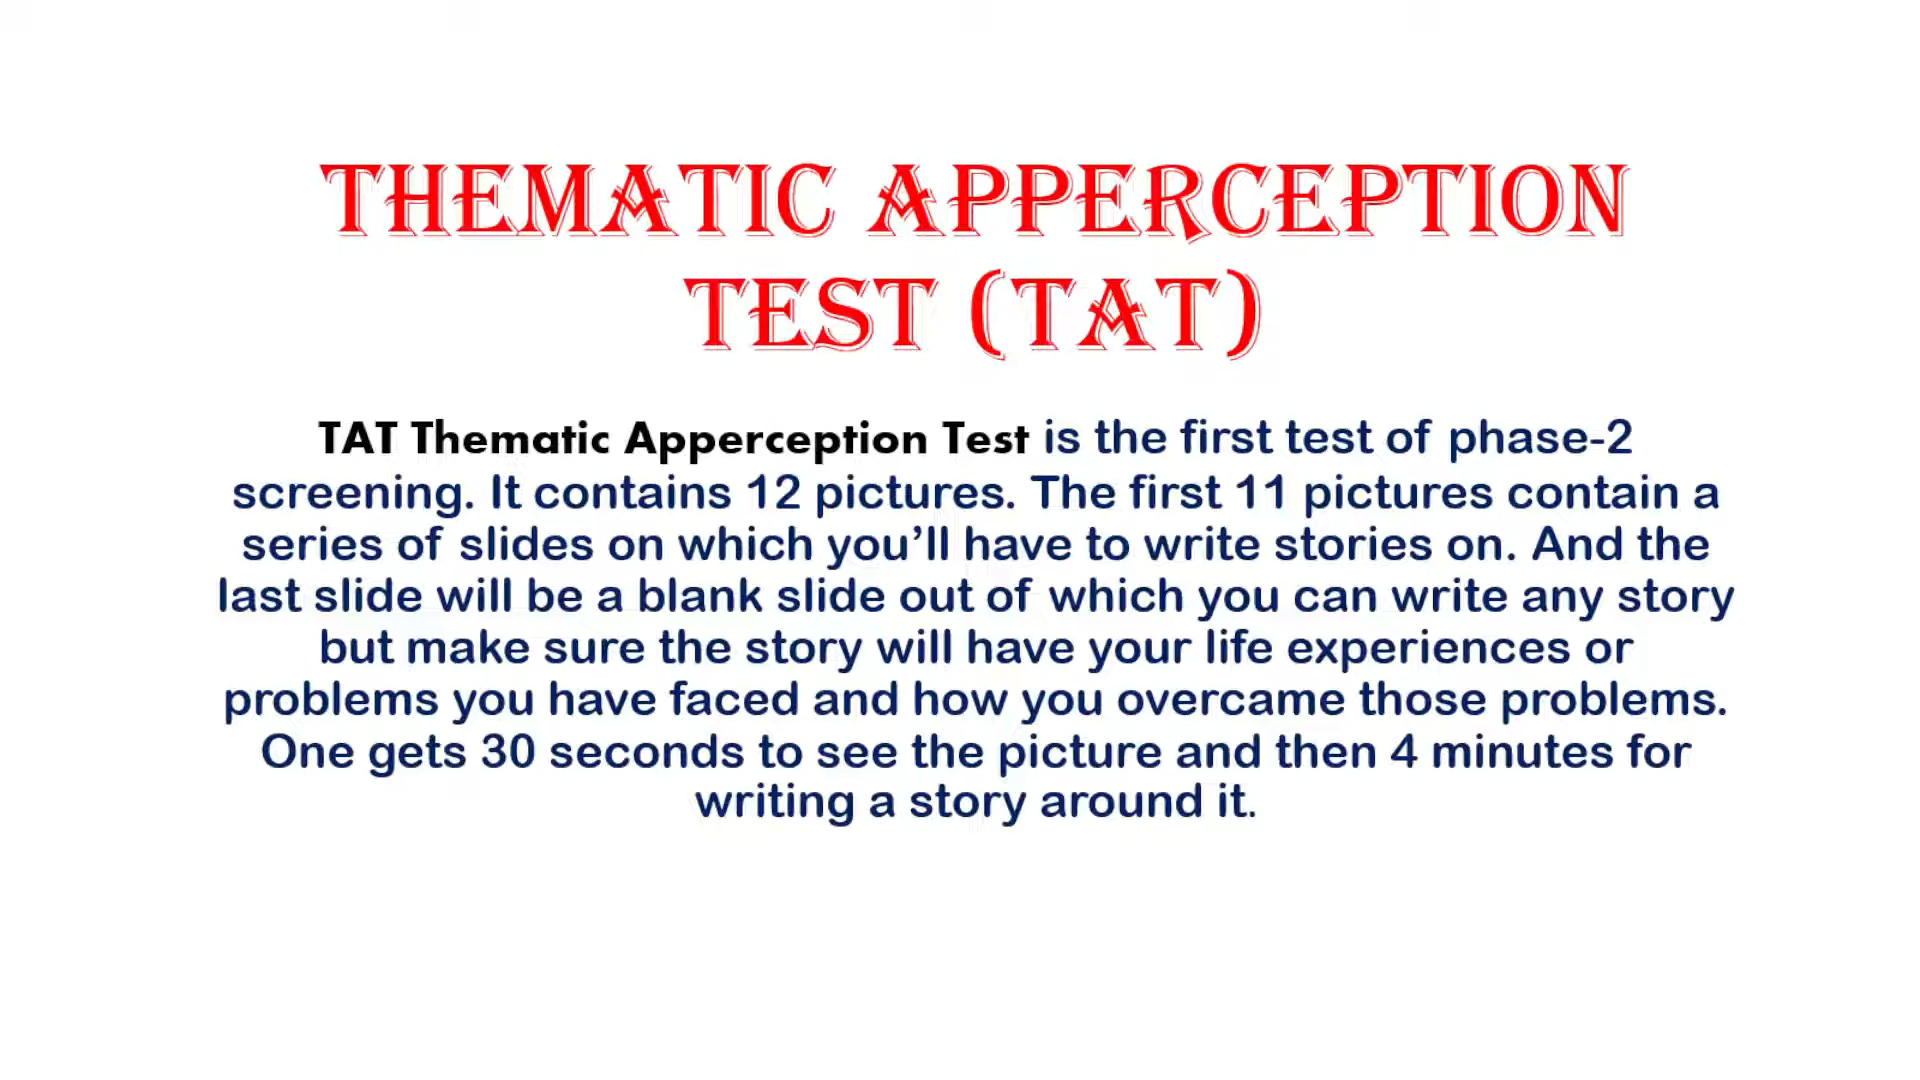 THEMATIC APPERCEPTION
TEST (TAT)
TAT Thematic Apperception Test is the first test of phase-2
screening. It contains 12 pictures. The first 11 pictures contain a
series of slides on which you’ll have to write stories on. And the
last slide will be a blank slide out of which you can write any story
but make sure the story will have your life experiences or
problems you have faced and how you overcame those problems.
One gets 30 seconds to see the picture and then 4 minutes for
writing a story around it.